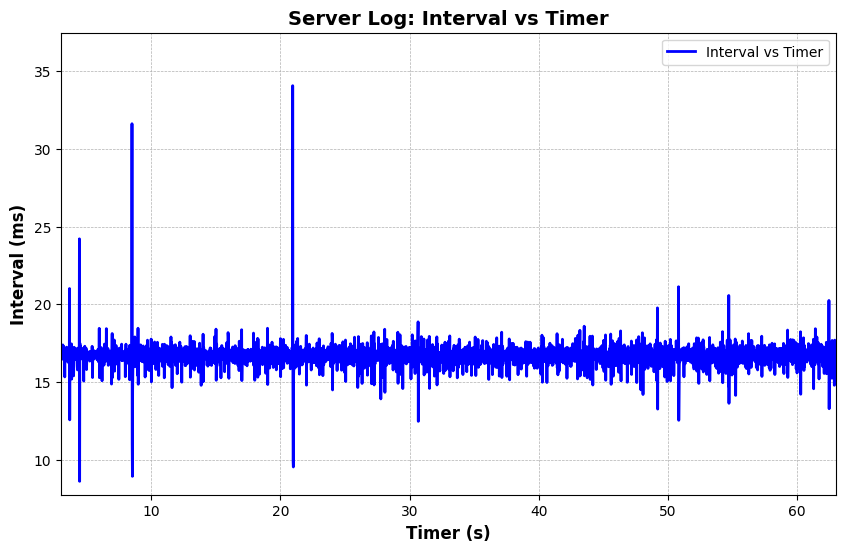 Server Log: Interval vs Timer
Interval vs Timer
35
30
25
20
15
10
Interval (ms)
10 20 30 40 50 60
Timer (s)